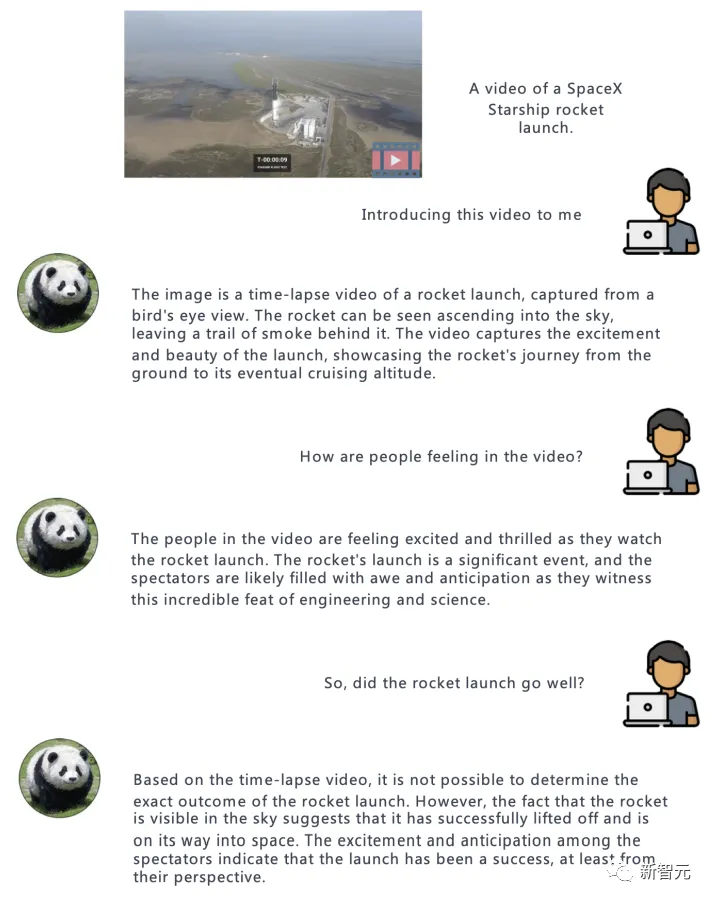 A video of a SpaceX
Starship rocket
launch.
T-00:00:09
Introducing this video to me
The image is a time-lapse video of a rocket launch, captured from a
bird's eye view. The rocket can be seen ascending into the sky,
leaving a trail of smoke behind it. The video captures the excitement
and beauty of the launch, showcasing the rocket's journey from the
ground to its eventual cruising altitude.
How are people feeling in the video?
The people in the video are feeling excited and thrilled as they watch
the rocket launch. The rocket's launch is a significant event, and the
spectators are likely filled with awe and anticipation as they witness
this incredible feat of engineering and science.
So, did the rocket launch go well?
Based on the time-lapse video, it is not possible to determine the
exact outcome of the rocket launch. However, the fact that the rocket
is visible in the sky suggests that it has successfully lifted off and is
on its way into space. The excitement and anticipation among the
spectators indicate that the launch has been a success, at least from
their perspective.
新智元